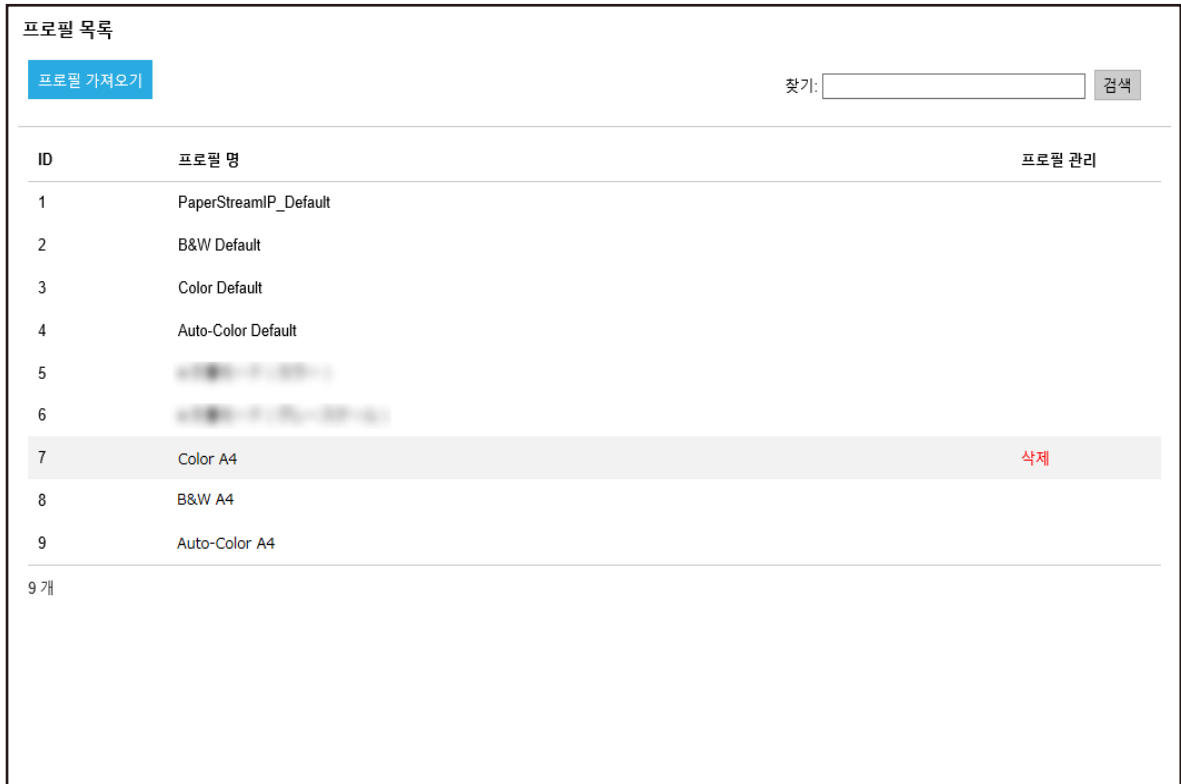 프로필 목록
프로필 가져오기
찾기: 검색
ID 프로필 명 프로필 관리
1 PaperStreamIP_Default
2 B&W Default
3 Color Default
4 Auto-Color Default
5
6
7 Color A4 삭제
8 B&W A4
9 Auto-Color A4
9 개